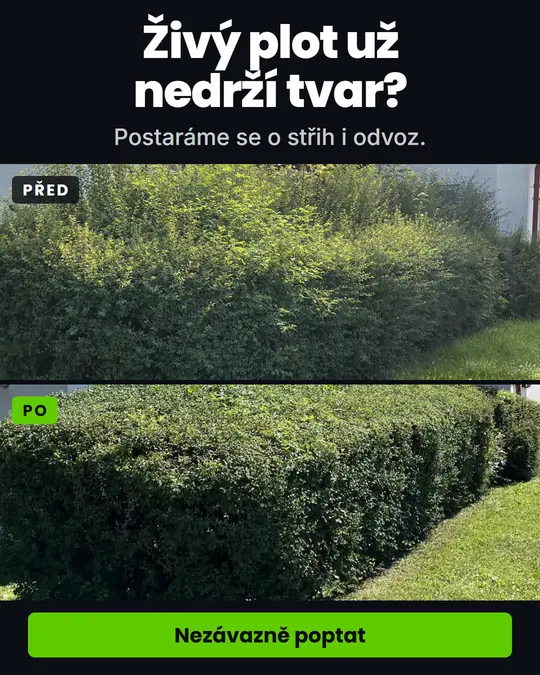 Živý plot už
nedrží tvar?
Postaráme se o střih i odvoz.
PŘED
PO
Nezávazně poptat